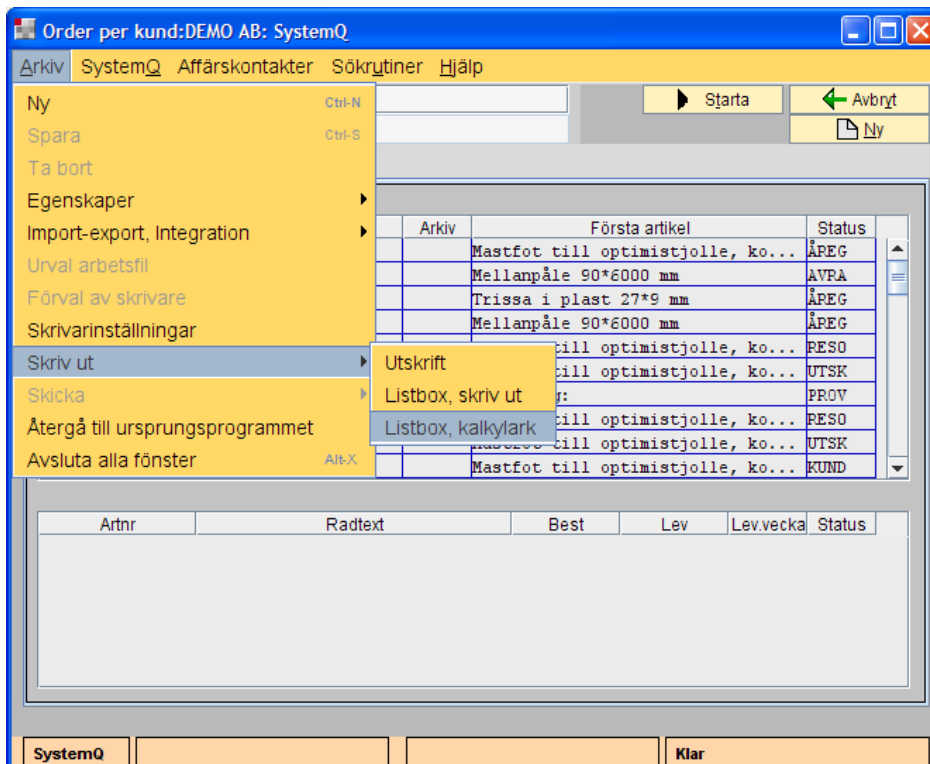 Order per kund:DEMO AB: SystemQ
Arkiv SystemQ Affärskontakter Sökrutiner Hjälp
Starta Avbryt
Ny
Ny Ctrl-N
Spara Ctrl-S
Ta bort
Egenskaper
Import-export, Integration
Urval arbetsfil
Förval av skrivare
Skrivarinställningar
Skriv ut
Skicka
Återgå till ursprungsprogrammet
Avsluta alla fönster Alt-X
Utskrift
Listbox, skriv ut
Listbox, kalkylark
Arkiv Första artikel Status
Mastfot till optimistjolle, ko... ÅREG
Mellanpåle 90*6000 mm AVRA
Trissa i plast 27*9 mm ÅREG
Mellanpåle 90*6000 mm ÅREG
till optimistjolle, ko... RESO
till optimistjolle, ko... UTSK
: PROV
till optimistjolle, ko... RESO
till optimistjolle, ko... UTSK
Mastfot till optimistjolle, ko... KUND
Artnr Radtext Best Lev Lev.vecka Status
SystemQ Klar